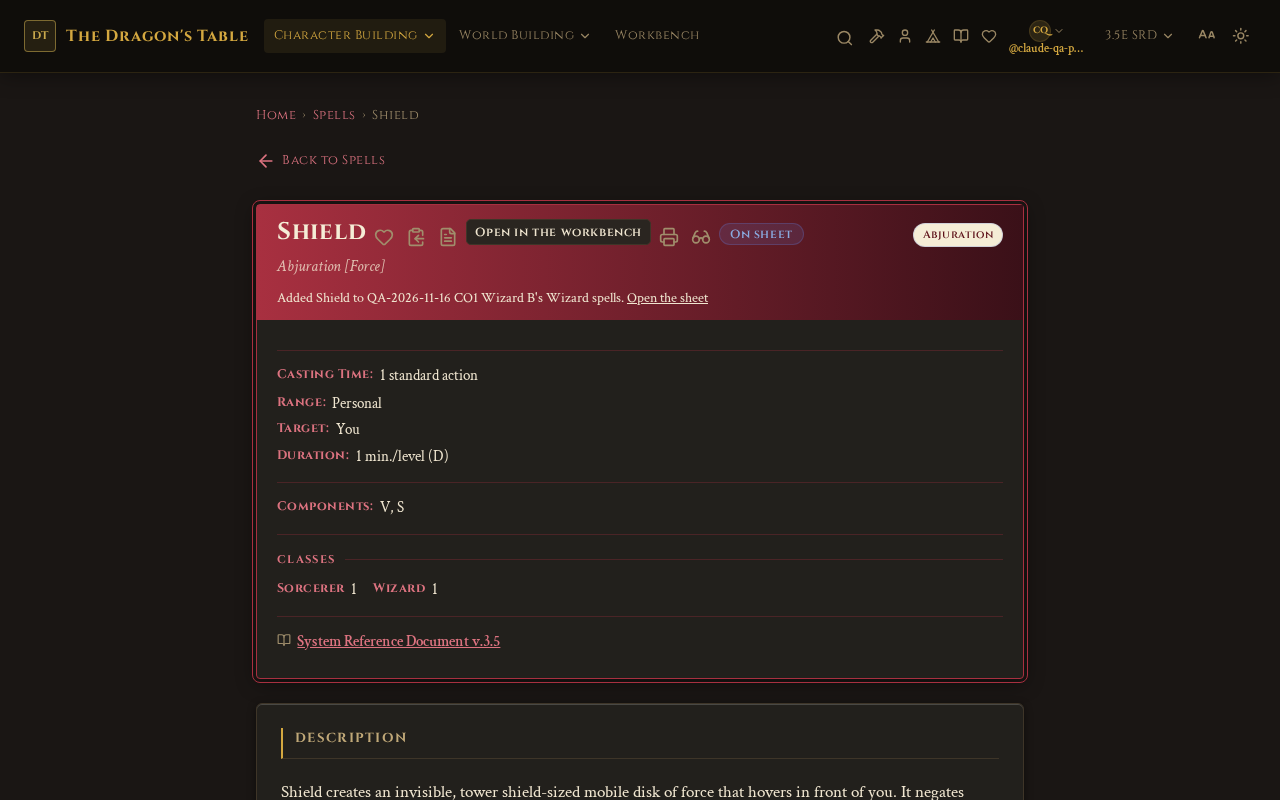 DT The Dragon's Table Character Building World Building Workbench CQ 3.5E SRD AA
@claude-qa-p...
Home › Spells › Shield
Back to Spells
Shield Open in the workbench On sheet Abjuration
Abjuration [Force]
Added Shield to QA-2026-11-16 CO1 Wizard B's Wizard spells. Open the sheet
Casting Time: 1 standard action
Range: Personal
Target: You
Duration: 1 min./level (D)
Components: V, S
Classes
Sorcerer 1 Wizard 1
System Reference Document v.3.5
Description
Shield creates an invisible, tower shield-sized mobile disk of force that hovers in front of you. It negates